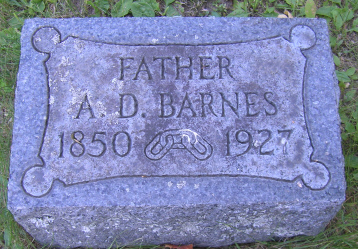 FATHER
A. D. BARNES
1850 1927